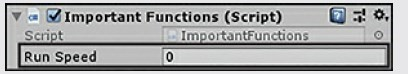 Important Functions (Script)
Script ImportantFunctions
Run Speed 0